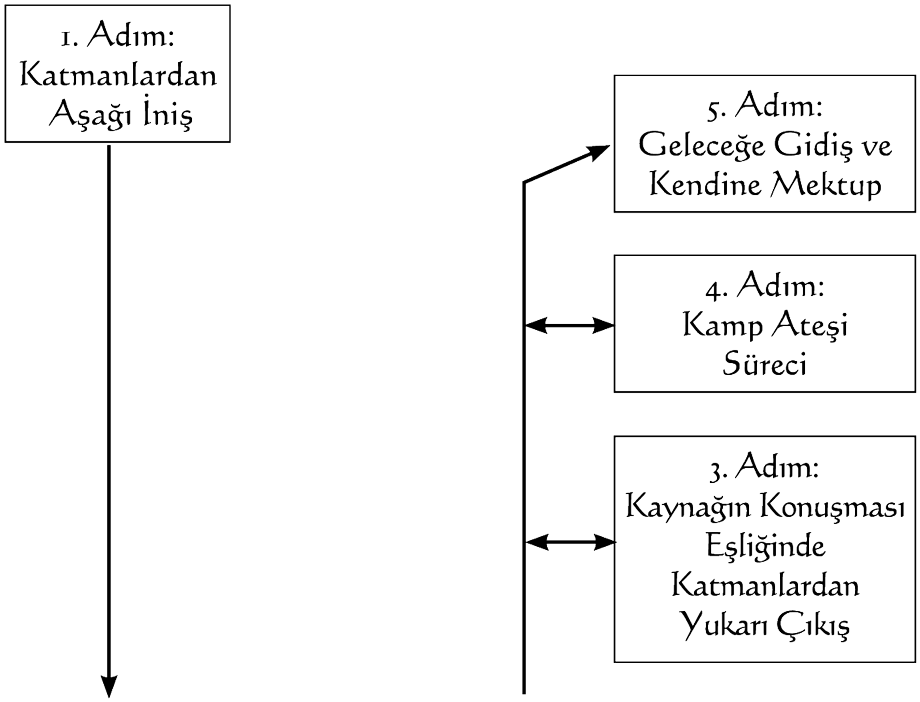 1. Adım:
Katmanlardan
Aşağı İniş
5. Adım:
Geleceğe Gidiş ve
Kendine Mektup
4. Adım:
Kamp Ateşi
Süreci
3. Adım:
Kaynağın Konuşması
Eşliğinde
Katmanlardan
Yukarı Çıkış